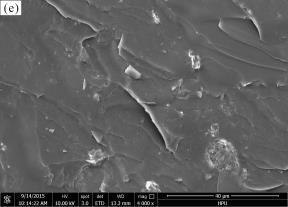 (e)
9/14/2015 HV spot det WD mag □ 40 μm
10:14:22 AM 10.00 kV 3.0 ETD 13.3 mm 4 000 x HPU